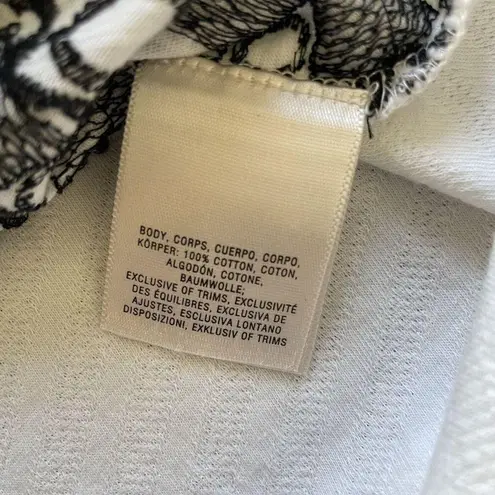 BODY, CORPS, CUERPO, CORPO,
KÖRPER: 100% COTTON, COTON,
ALGODÓN, COTONE,
BAUMWOLLE;
EXCLUSIVE OF TRIMS, EXCLUSIVITÉ
DES ÉQUILIBRES, EXCLUSIVA DE
AJUSTES, ESCLUSIVA LONTANO
DISPOSIZIONI, EXKLUSIV OF TRIMS